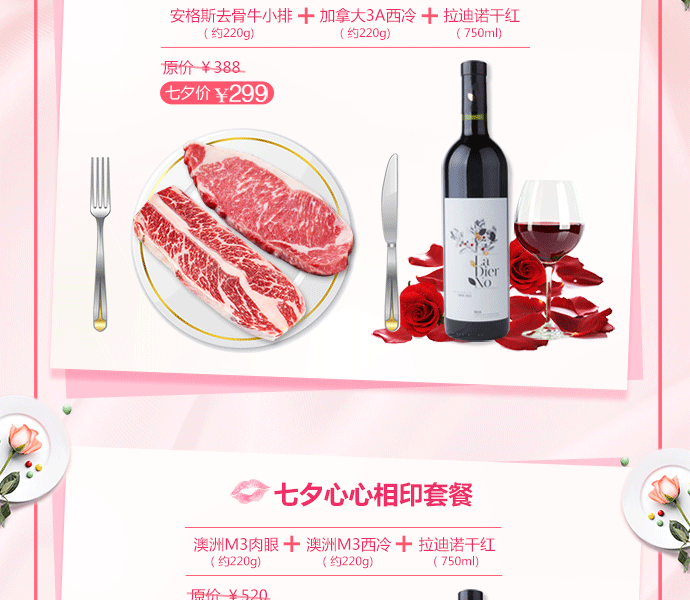 安格斯去骨牛小排 + 加拿大3A西冷 + 拉迪诺干红
（约220g） （约220g） （750ml）
原价 ￥388
七夕价 ￥299
La
Dier
No
七夕心心相印套餐
澳洲M3肉眼 + 澳洲M3西冷 + 拉迪诺干红
（约220g） （约220g） （750ml）
原价 ￥520